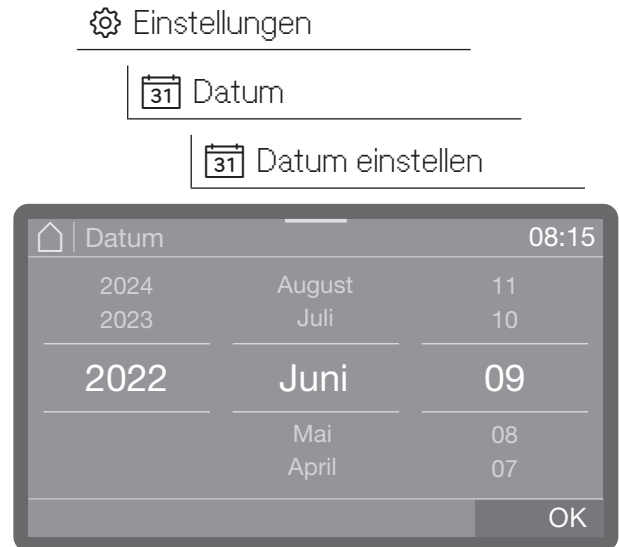 Einstellungen
31 Datum
31 Datum einstellen
Datum 08:15
2024 August 11
2023 Juli 10
2022 Juni 09
Mai 08
April 07
OK